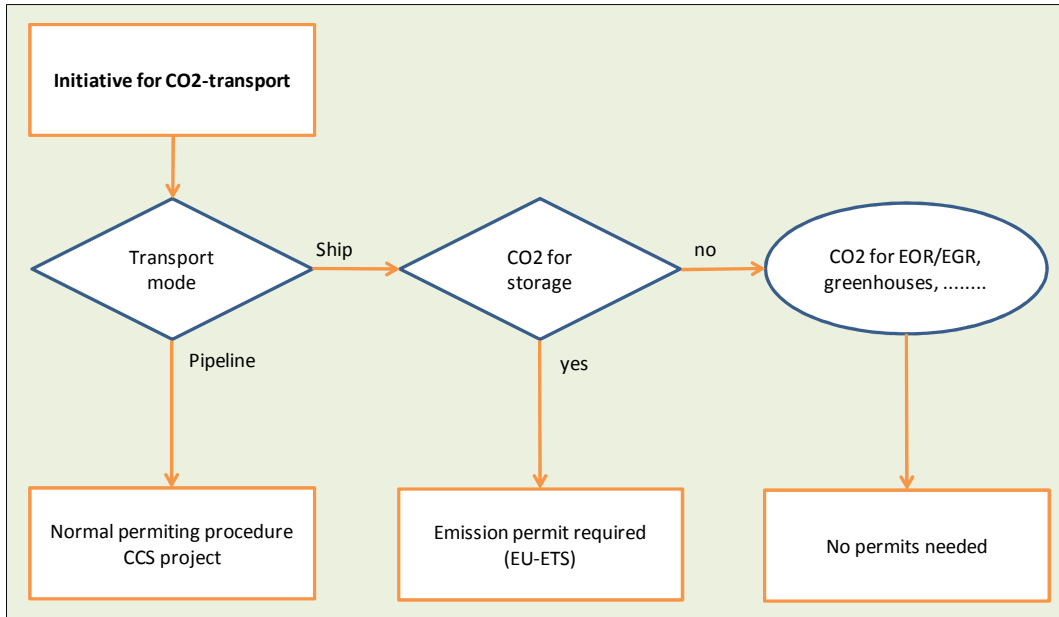 Initiative for CO2-transport
Transport
mode
Ship
CO2 for
storage
no
CO2 for EOR/EGR,
greenhouses, ........
Pipeline
yes
Normal permiting procedure
CCS project
Emission permit required
(EU-ETS)
No permits needed